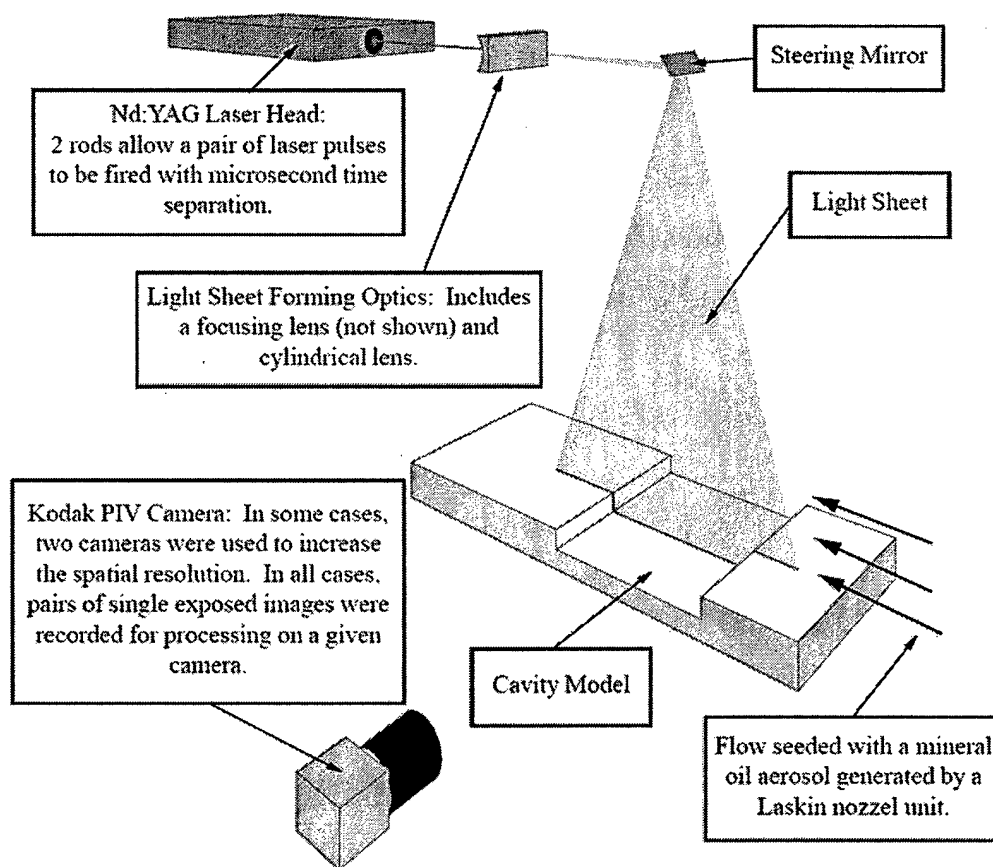 Steering Mirror
Nd:YAG Laser Head:
2 rods allow a pair of laser pulses
to be fired with microsecond time
separation.
Light Sheet
Light Sheet Forming Optics: Includes
a focusing lens (not shown) and
cylindrical lens.
Kodak PIV Camera: In some cases,
two cameras were used to increase
the spatial resolution. In all cases,
pairs of single exposed images were
recorded for processing on a given
camera.
Cavity Model
Flow seeded with a mineral
oil aerosol generated by a
Laskin nozzel unit.